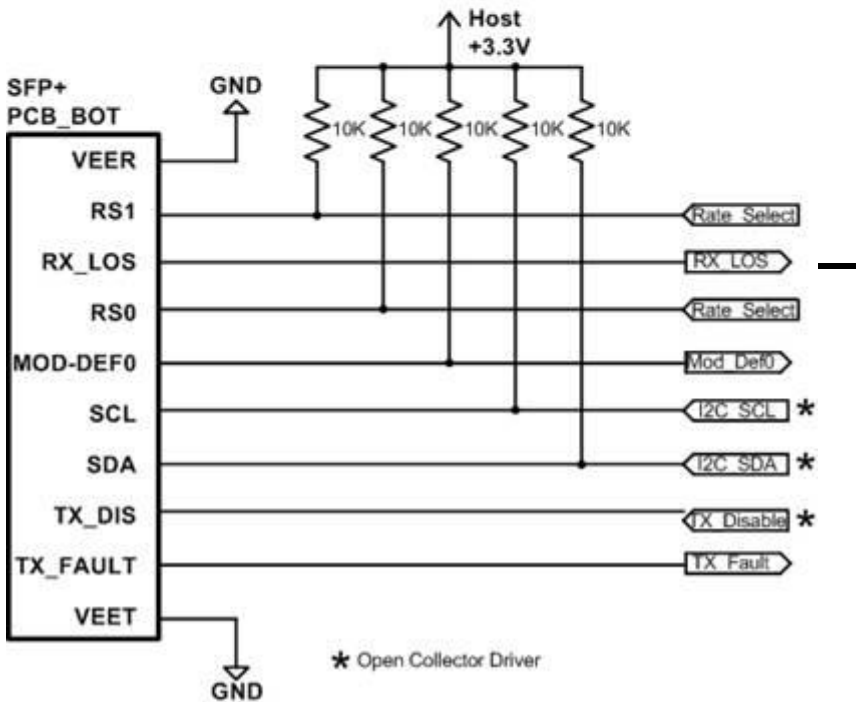 Host
+3.3V
SFP+
PCB_BOT
GND
10K 10K 10K 10K 10K
VEER
RS1 Rate_Select
RX_LOS RX_LOS
RS0 Rate_Select
MOD-DEF0 Mod_Def0
SCL I2C_SCL *
SDA I2C_SDA *
TX_DIS TX_Disable *
TX_FAULT TX_Fault
VEET
* Open Collector Driver
GND